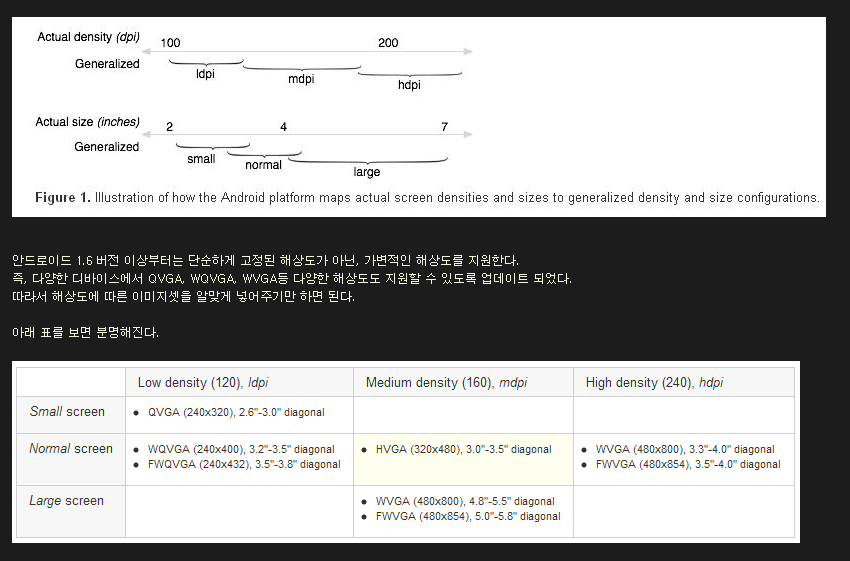 Actual density (dpi) 100 200
Generalized
ldpi mdpi hdpi
Actual size (inches) 2 4 7
Generalized
small normal large
Figure 1. Illustration of how the Android platform maps actual screen densities and sizes to generalized density and size configurations.
안드로이드 1.6 버전 이상부터는 단순하게 고정된 해상도가 아닌, 가변적인 해상도를 지원한다.
즉, 다양한 디바이스에서 QVGA, WQVGA, WVGA등 다양한 해상도도 지원할 수 있도록 업데이트 되었다.
따라서 해상도에 따른 이미지셋을 알맞게 넣어주기만 하면 된다.
아래 표를 보면 분명해진다.
Low density (120), ldpi Medium density (160), mdpi High density (240), hdpi
Small screen • QVGA (240x320), 2.6"-3.0" diagonal
Normal screen • WQVGA (240x400), 3.2"-3.5" diagonal • HVGA (320x480), 3.0"-3.5" diagonal • WVGA (480x800), 3.3"-4.0" diagonal
• FWQVGA (240x432), 3.5"-3.8" diagonal • FWVGA (480x854), 3.5"-4.0" diagonal
Large screen • WVGA (480x800), 4.8"-5.5" diagonal
• FWVGA (480x854), 5.0"-5.8" diagonal